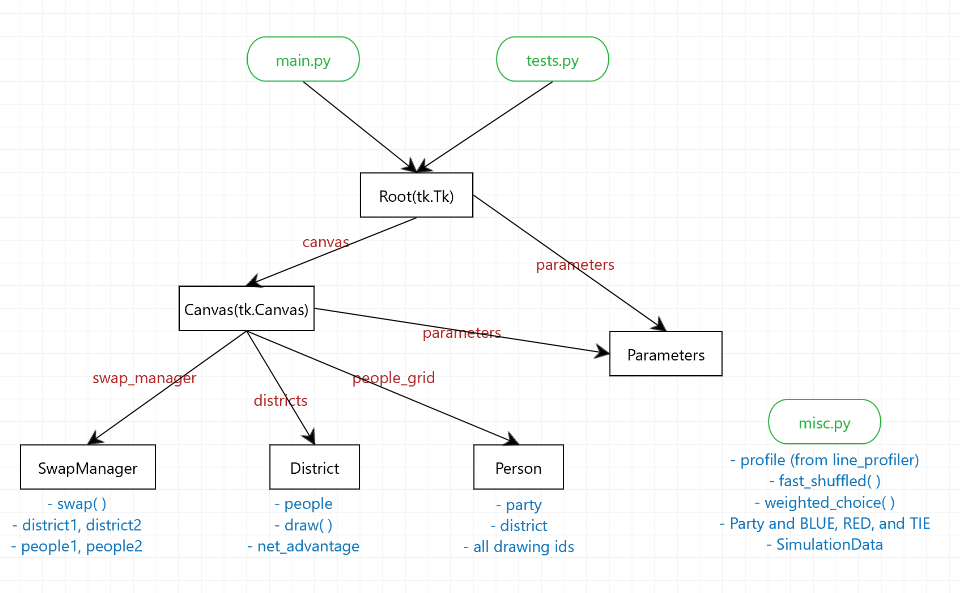 main.py
tests.py
Root(tk.Tk)
canvas
parameters
Canvas(tk.Canvas)
parameters
Parameters
swap_manager
districts
people_grid
misc.py
SwapManager
- swap( )
- district1, district2
- people1, people2
District
- people
- draw( )
- net_advantage
Person
- party
- district
- all drawing ids
- profile (from line_profiler)
- fast_shuffled( )
- weighted_choice( )
- Party and BLUE, RED, and TIE
- SimulationData